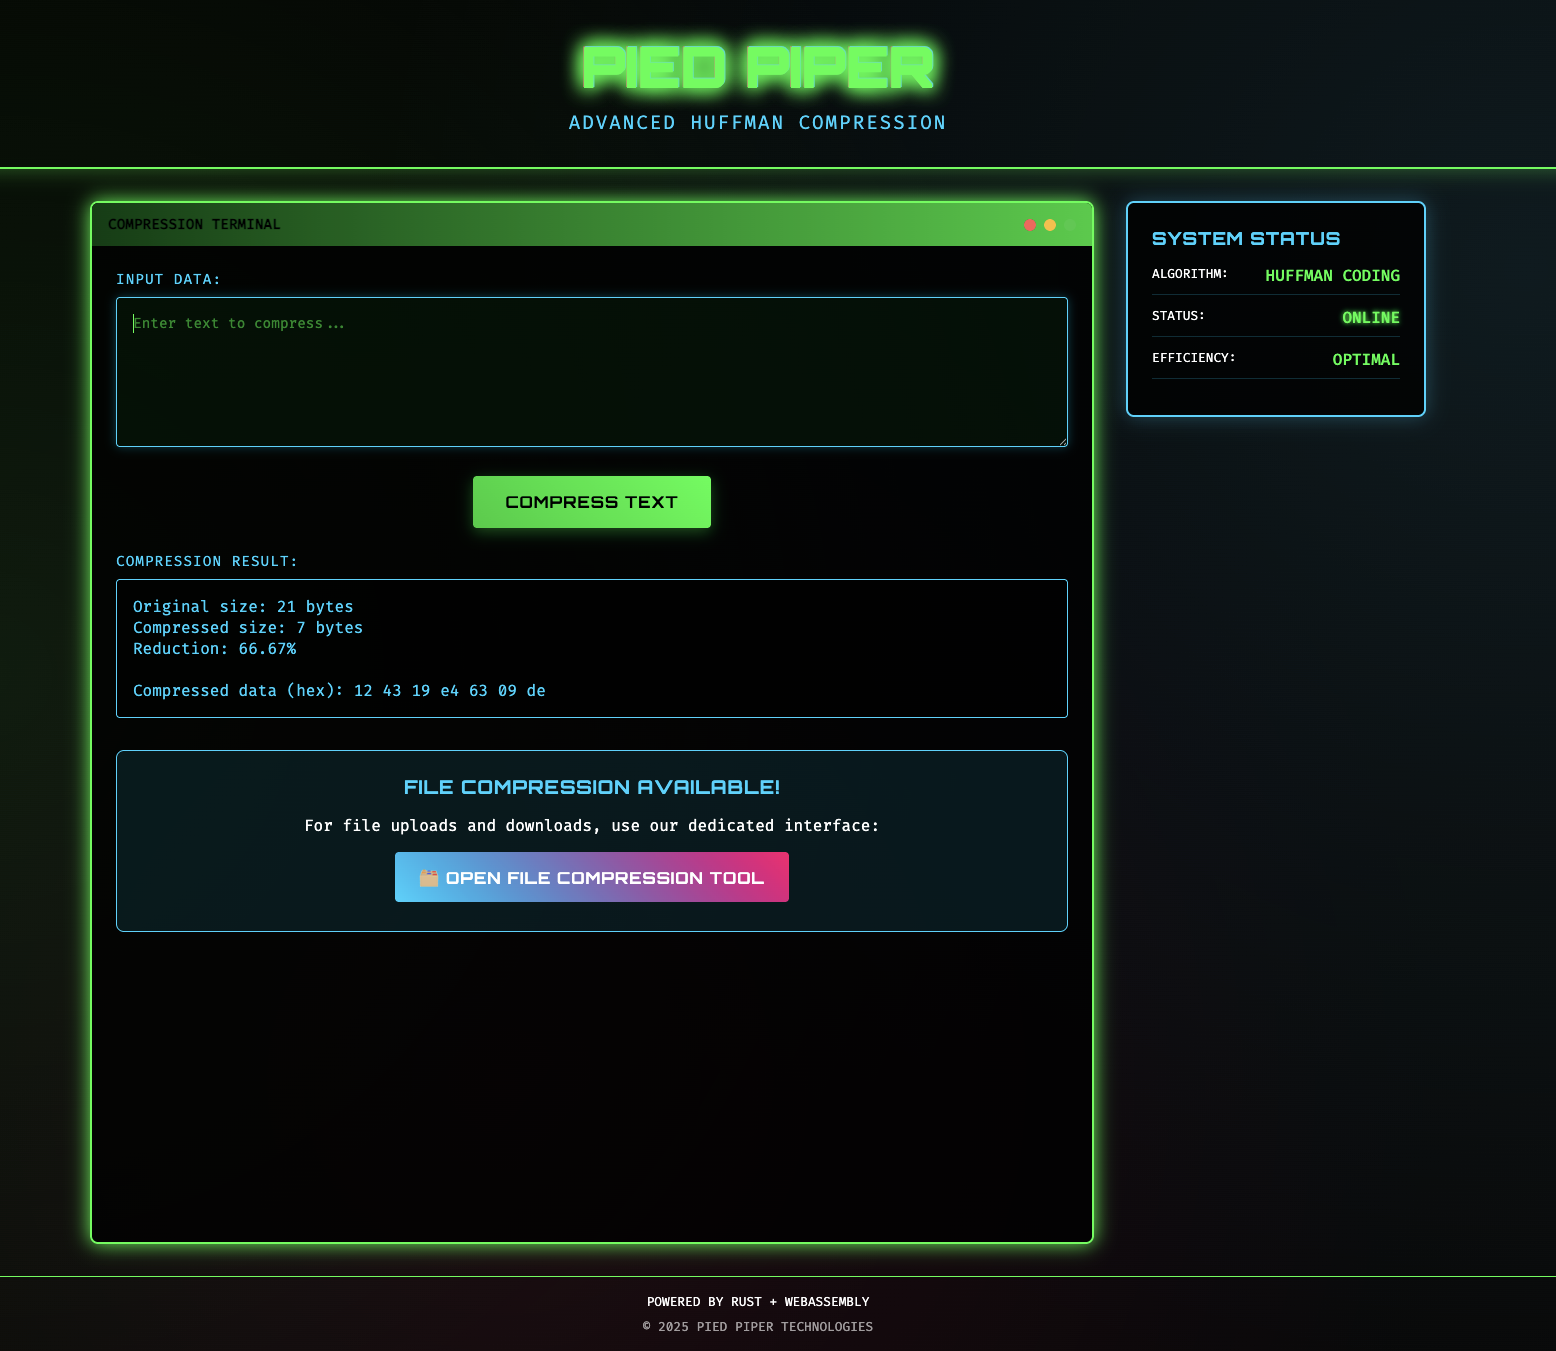 PIED PIPER
ADVANCED HUFFMAN COMPRESSION
COMPRESSION TERMINAL
INPUT DATA:
Enter text to compress...
COMPRESS TEXT
COMPRESSION RESULT:
Original size: 21 bytes
Compressed size: 7 bytes
Reduction: 66.67%
Compressed data (hex): 12 43 19 e4 63 09 de
FILE COMPRESSION AVAILABLE!
For file uploads and downloads, use our dedicated interface:
OPEN FILE COMPRESSION TOOL
SYSTEM STATUS
ALGORITHM: HUFFMAN CODING
STATUS: ONLINE
EFFICIENCY: OPTIMAL
POWERED BY RUST + WEBASSEMBLY
© 2025 PIED PIPER TECHNOLOGIES